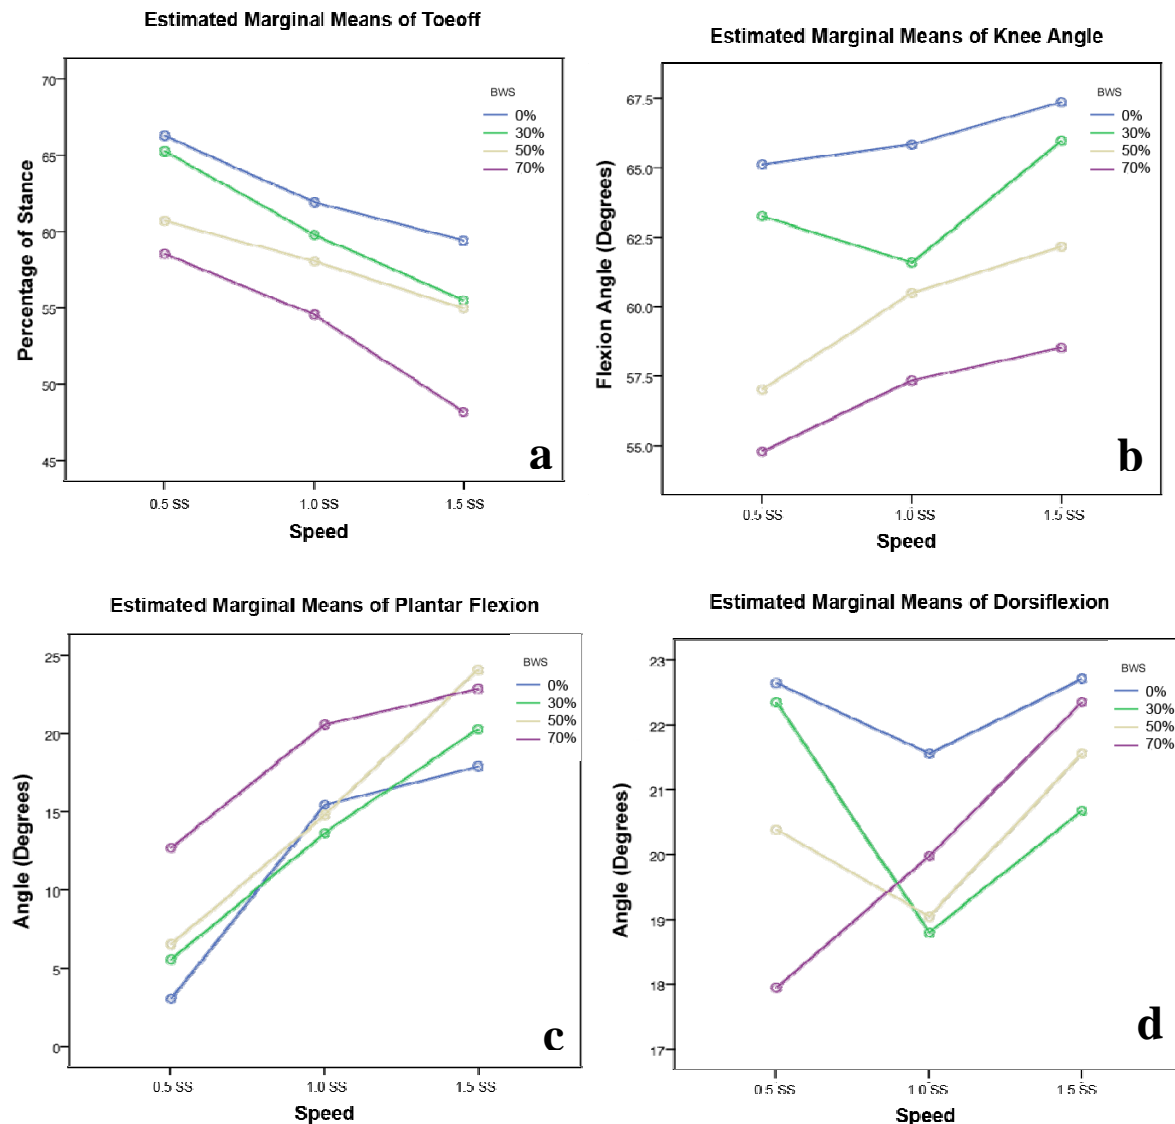 Estimated Marginal Means of Toeoff
Percentage of Stance
70
65
60
55
50
45
BWS
0%
30%
50%
70%
a
0.5 SS
1.0 SS
1.5 SS
Speed
Estimated Marginal Means of Knee Angle
Flexion Angle (Degrees)
67.5
65.0
62.5
60.0
57.5
55.0
BWS
0%
30%
50%
70%
b
0.5 SS
1.0 SS
1.5 SS
Speed
Estimated Marginal Means of Plantar Flexion
Angle (Degrees)
25
20
15
10
5
0
BWS
0%
30%
50%
70%
c
0.5 SS
1.0 SS
1.5 SS
Speed
Estimated Marginal Means of Dorsiflexion
Angle (Degrees)
23
22
21
20
19
18
17
BWS
0%
30%
50%
70%
d
0.5 SS
1.0 SS
1.5 SS
Speed